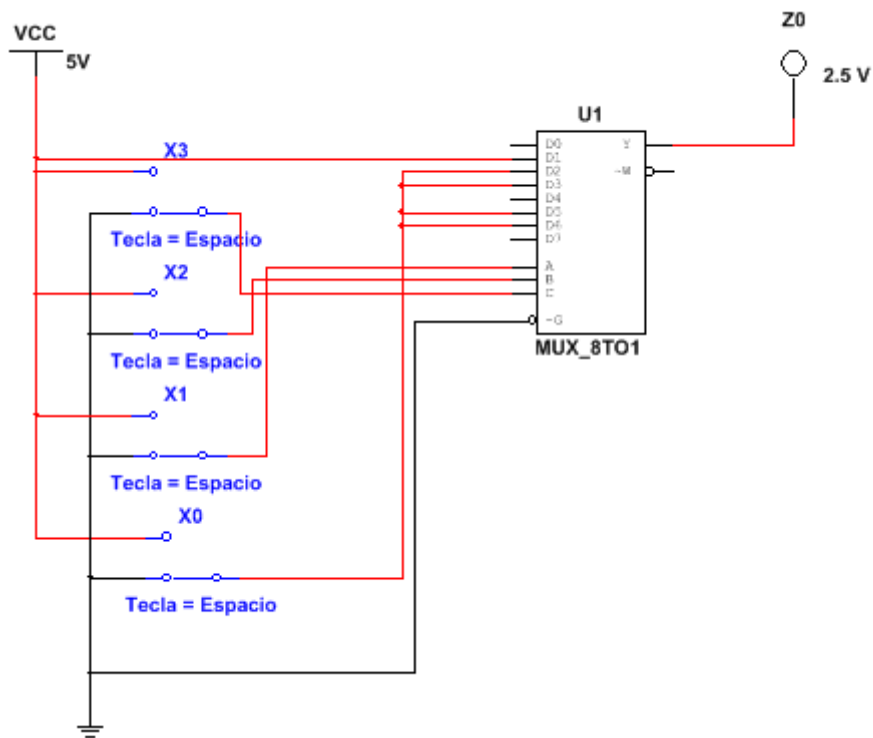 VCC
5V
Z0
2.5 V
U1
X3
Tecla = Espacio
X2
Tecla = Espacio
X1
Tecla = Espacio
X0
Tecla = Espacio
D0
D1
D2
D3
D4
D5
D6
D7
A
B
C
~G
Y
~W
MUX_8TO1